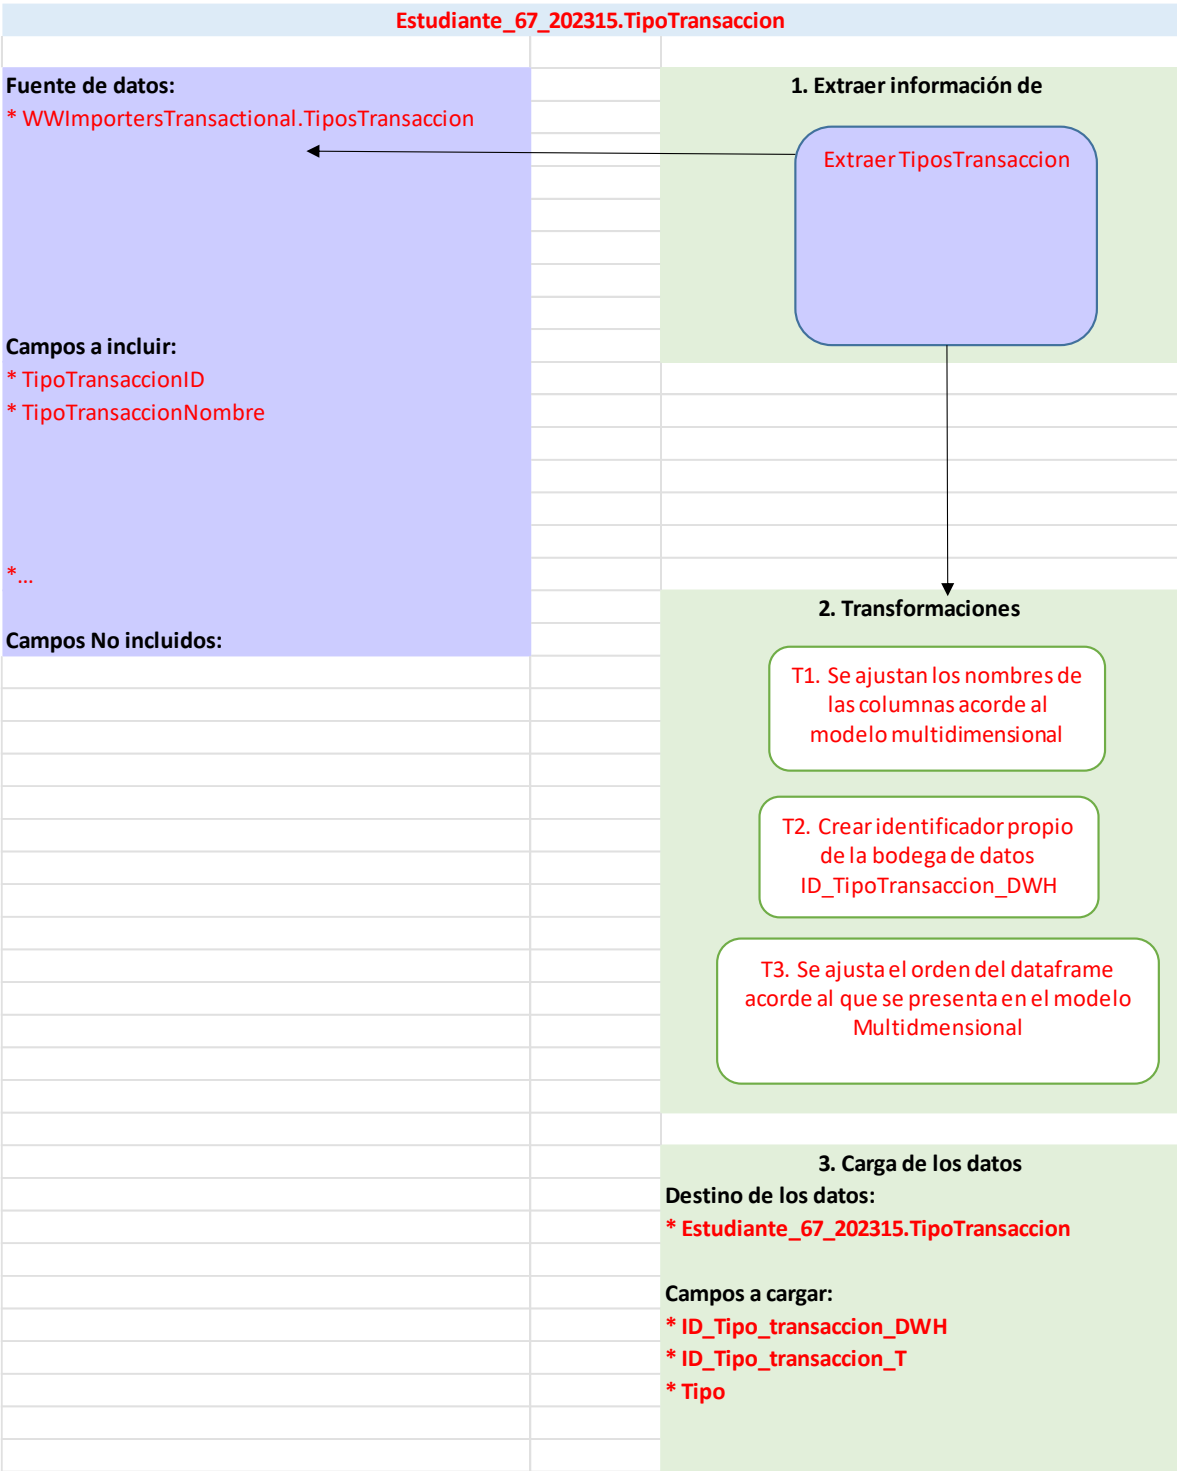 Estudiante_67_202315.TipoTransaccion
Fuente de datos:
* WWImportersTransactional.TiposTransaccion
Campos a incluir:
* TipoTransaccionID
* TipoTransaccionNombre
*...
Campos No incluidos:
1. Extraer información de
Extraer TiposTransaccion
2. Transformaciones
T1. Se ajustan los nombres de
las columnas acorde al
modelo multidimensional
T2. Crear identificador propio
de la bodega de datos
ID_TipoTransaccion_DWH
T3. Se ajusta el orden del dataframe
acorde al que se presenta en el modelo
Multidmensional
3. Carga de los datos
Destino de los datos:
* Estudiante_67_202315.TipoTransaccion
Campos a cargar:
* ID_Tipo_transaccion_DWH
* ID_Tipo_transaccion_T
* Tipo